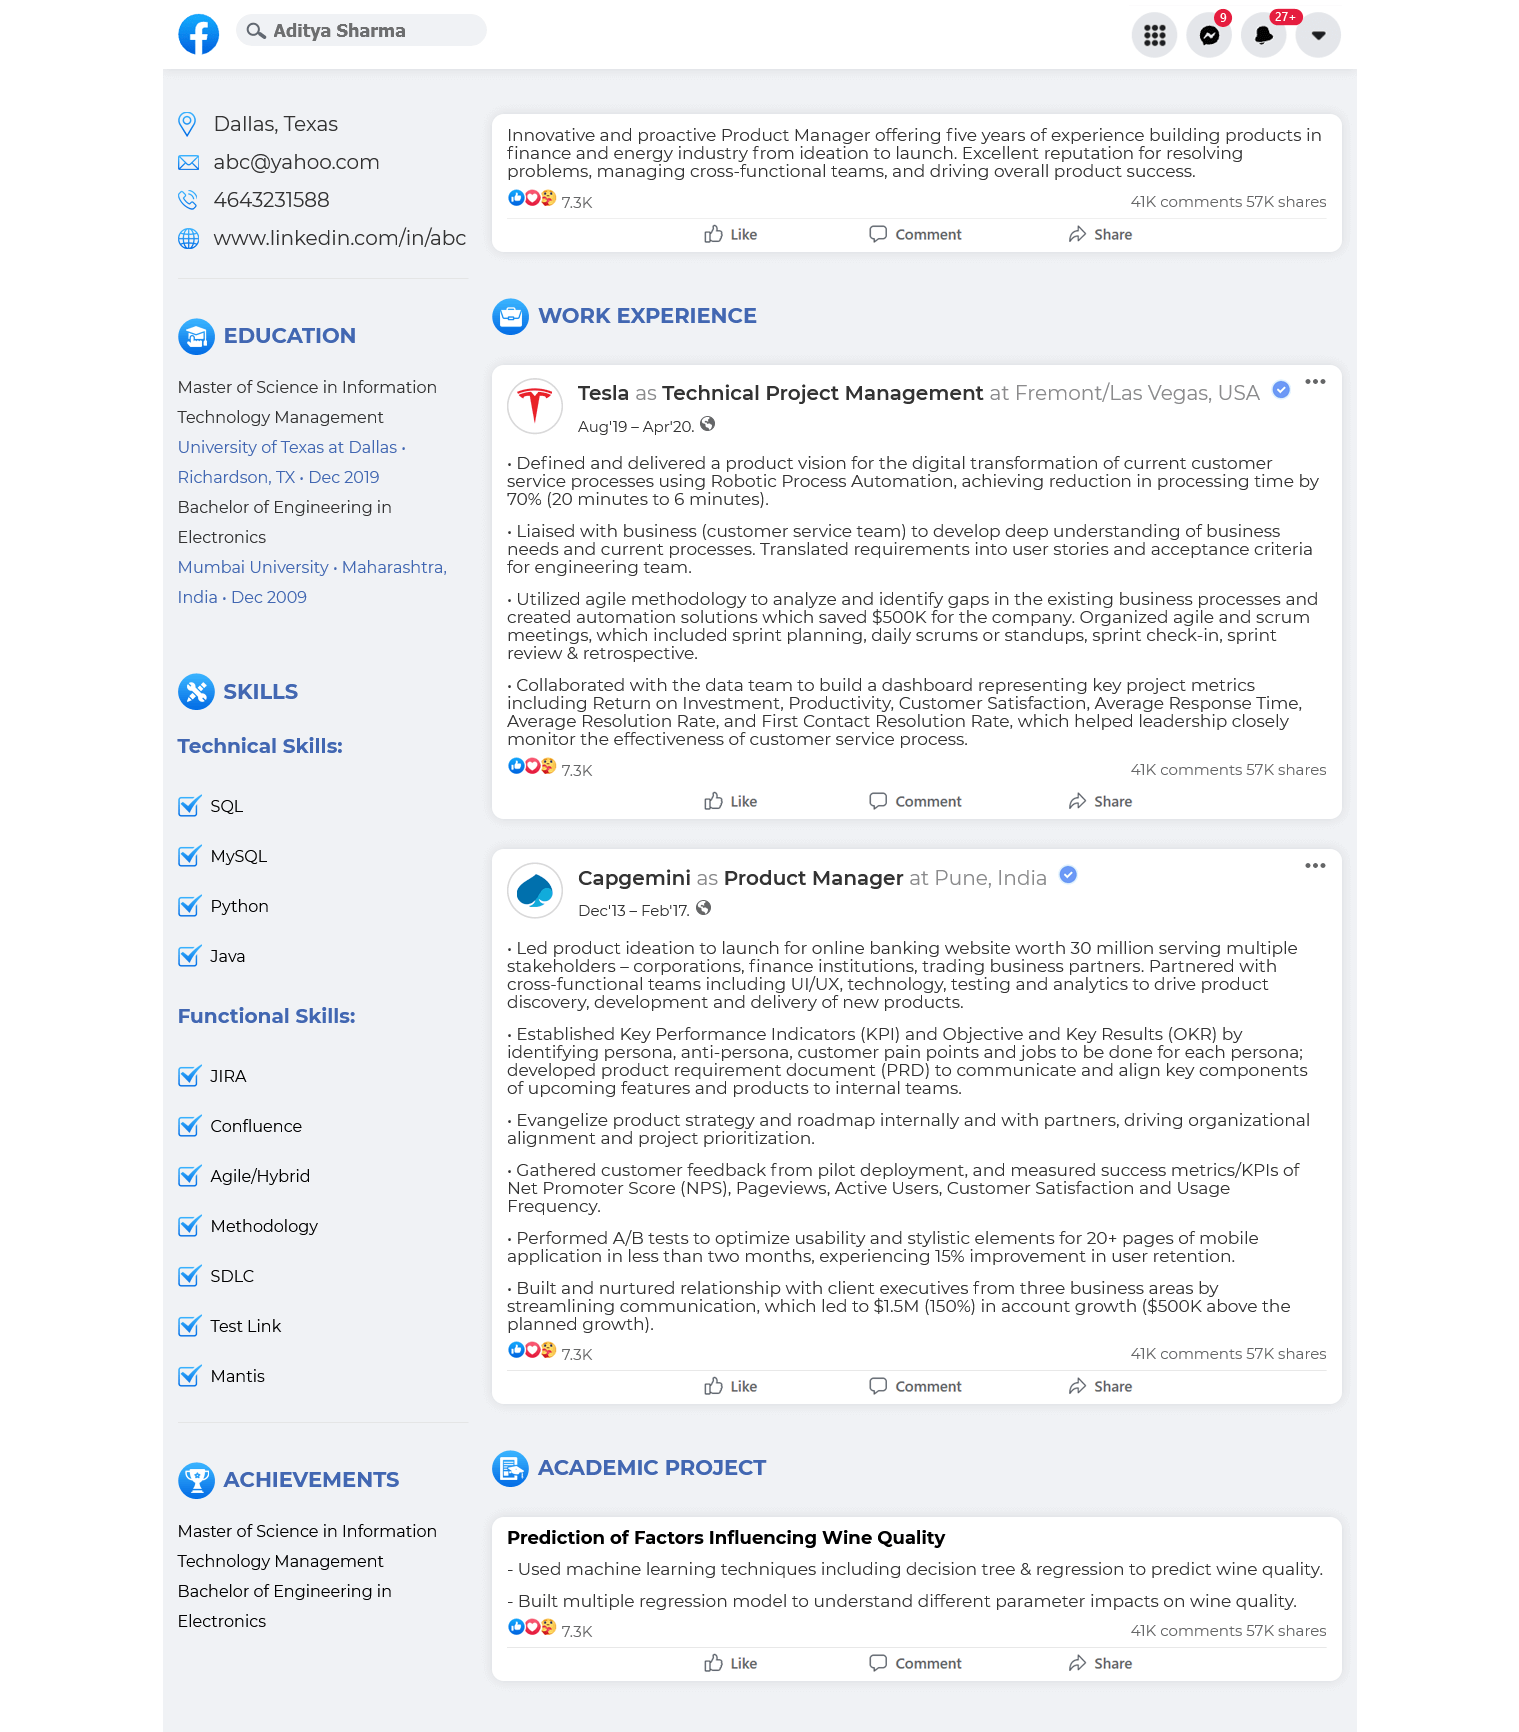 Aditya Sharma
9
27+
Dallas, Texas
abc@yahoo.com
4643231588
www.linkedin.com/in/abc
EDUCATION
Master of Science in Information
Technology Management
University of Texas at Dallas •
Richardson, TX • Dec 2019
Bachelor of Engineering in
Electronics
Mumbai University • Maharashtra,
India • Dec 2009
SKILLS
Technical Skills:
SQL
MySQL
Python
Java
Functional Skills:
JIRA
Confluence
Agile/Hybrid
Methodology
SDLC
Test Link
Mantis
ACHIEVEMENTS
Master of Science in Information
Technology Management
Bachelor of Engineering in
Electronics
Innovative and proactive Product Manager offering five years of experience building products in
finance and energy industry from ideation to launch. Excellent reputation for resolving
problems, managing cross-functional teams, and driving overall product success.
7.3K 41K comments 57K shares
Like Comment Share
WORK EXPERIENCE
Tesla as Technical Project Management at Fremont/Las Vegas, USA
Aug'19 – Apr'20.
• Defined and delivered a product vision for the digital transformation of current customer
service processes using Robotic Process Automation, achieving reduction in processing time by
70% (20 minutes to 6 minutes).
• Liaised with business (customer service team) to develop deep understanding of business
needs and current processes. Translated requirements into user stories and acceptance criteria
for engineering team.
• Utilized agile methodology to analyze and identify gaps in the existing business processes and
created automation solutions which saved $500K for the company. Organized agile and scrum
meetings, which included sprint planning, daily scrums or standups, sprint check-in, sprint
review & retrospective.
• Collaborated with the data team to build a dashboard representing key project metrics
including Return on Investment, Productivity, Customer Satisfaction, Average Response Time,
Average Resolution Rate, and First Contact Resolution Rate, which helped leadership closely
monitor the effectiveness of customer service process.
7.3K 41K comments 57K shares
Like Comment Share
Capgemini as Product Manager at Pune, India
Dec'13 – Feb'17.
• Led product ideation to launch for online banking website worth 30 million serving multiple
stakeholders – corporations, finance institutions, trading business partners. Partnered with
cross-functional teams including UI/UX, technology, testing and analytics to drive product
discovery, development and delivery of new products.
• Established Key Performance Indicators (KPI) and Objective and Key Results (OKR) by
identifying persona, anti-persona, customer pain points and jobs to be done for each persona;
developed product requirement document (PRD) to communicate and align key components
of upcoming features and products to internal teams.
• Evangelize product strategy and roadmap internally and with partners, driving organizational
alignment and project prioritization.
• Gathered customer feedback from pilot deployment, and measured success metrics/KPIs of
Net Promoter Score (NPS), Pageviews, Active Users, Customer Satisfaction and Usage
Frequency.
• Performed A/B tests to optimize usability and stylistic elements for 20+ pages of mobile
application in less than two months, experiencing 15% improvement in user retention.
• Built and nurtured relationship with client executives from three business areas by
streamlining communication, which led to $1.5M (150%) in account growth ($500K above the
planned growth).
7.3K 41K comments 57K shares
Like Comment Share
ACADEMIC PROJECT
Prediction of Factors Influencing Wine Quality
- Used machine learning techniques including decision tree & regression to predict wine quality.
- Built multiple regression model to understand different parameter impacts on wine quality.
7.3K 41K comments 57K shares
Like Comment Share